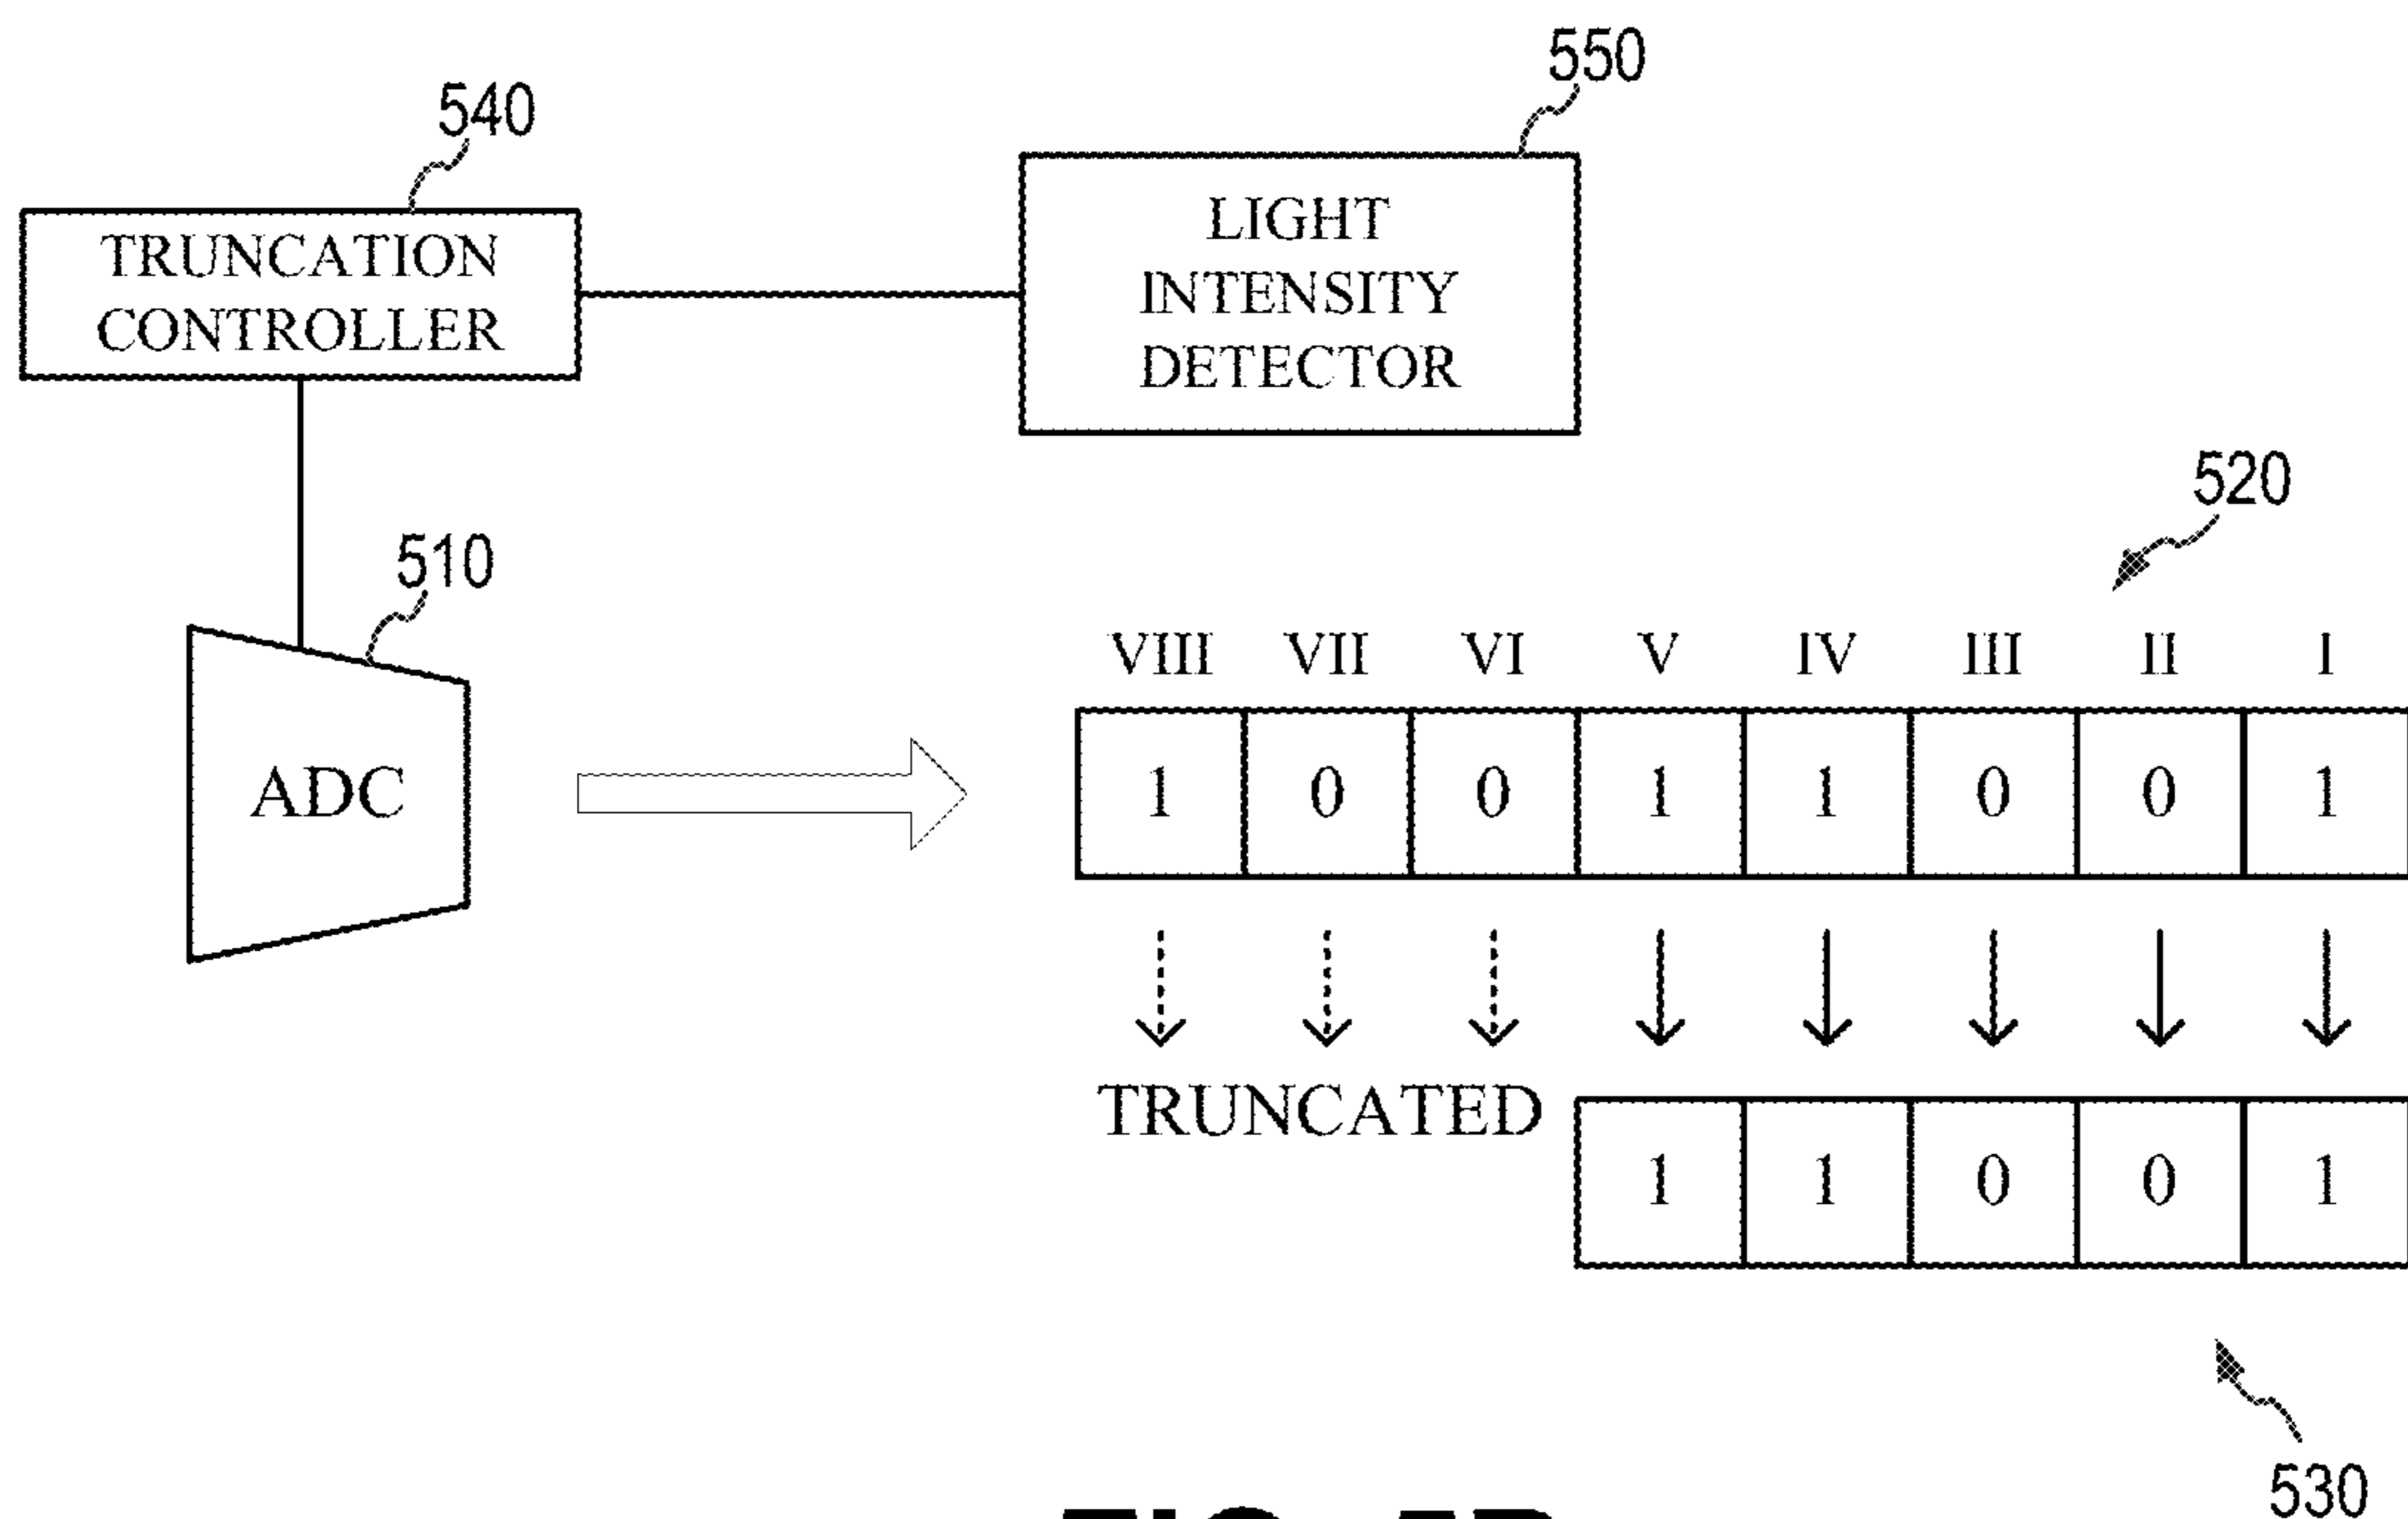 550
540
LIGHT
INTENSITY
DETECTOR
TRUNCATION
CONTROLLER
520
510
VIII VII VI V IV III II I
ADC
1 0 0 1 1 0 0 1
TRUNCATED
1 1 0 0 1
530